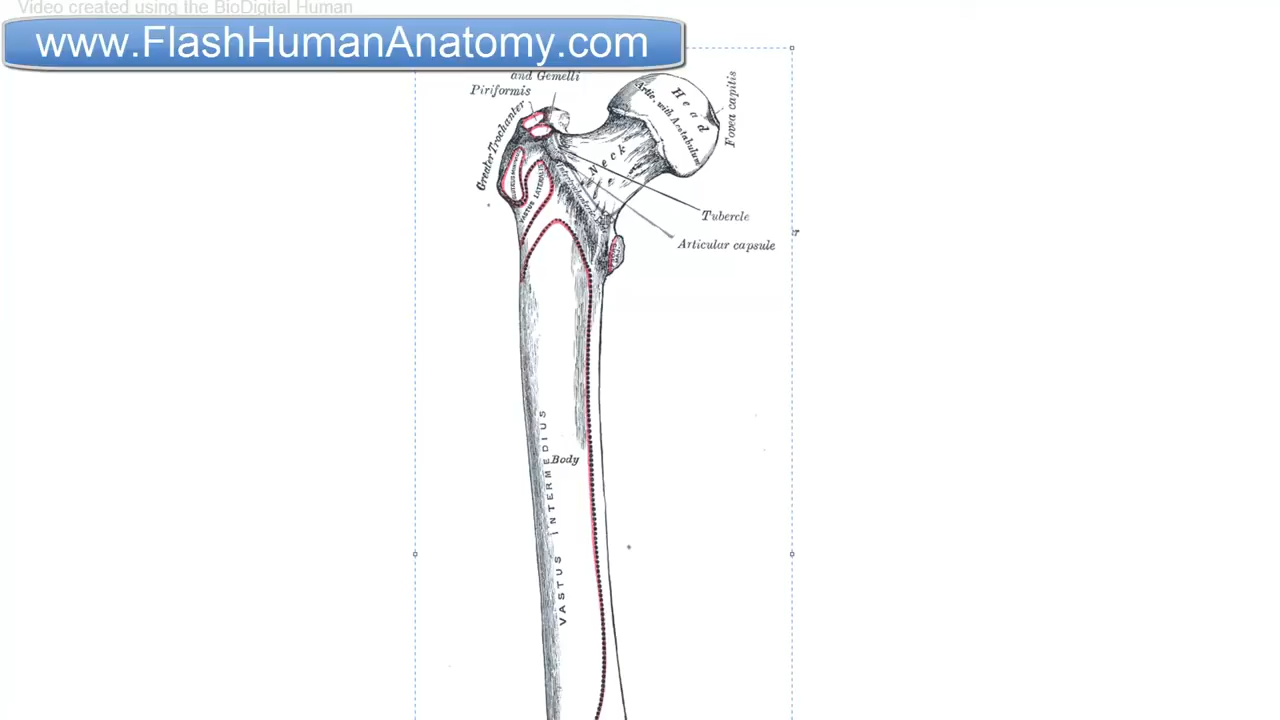 Video created using the BioDigital Human
www.FlashHumanAnatomy.com
and Gemelli
Piriformis
Greater Trochanter
Head
Artic. with Acetabulum
Fovea capitis
Neck
VASTUS LATERALIS
Tubercle
Articular capsule
Body
VASTUS INTERMEDIUS